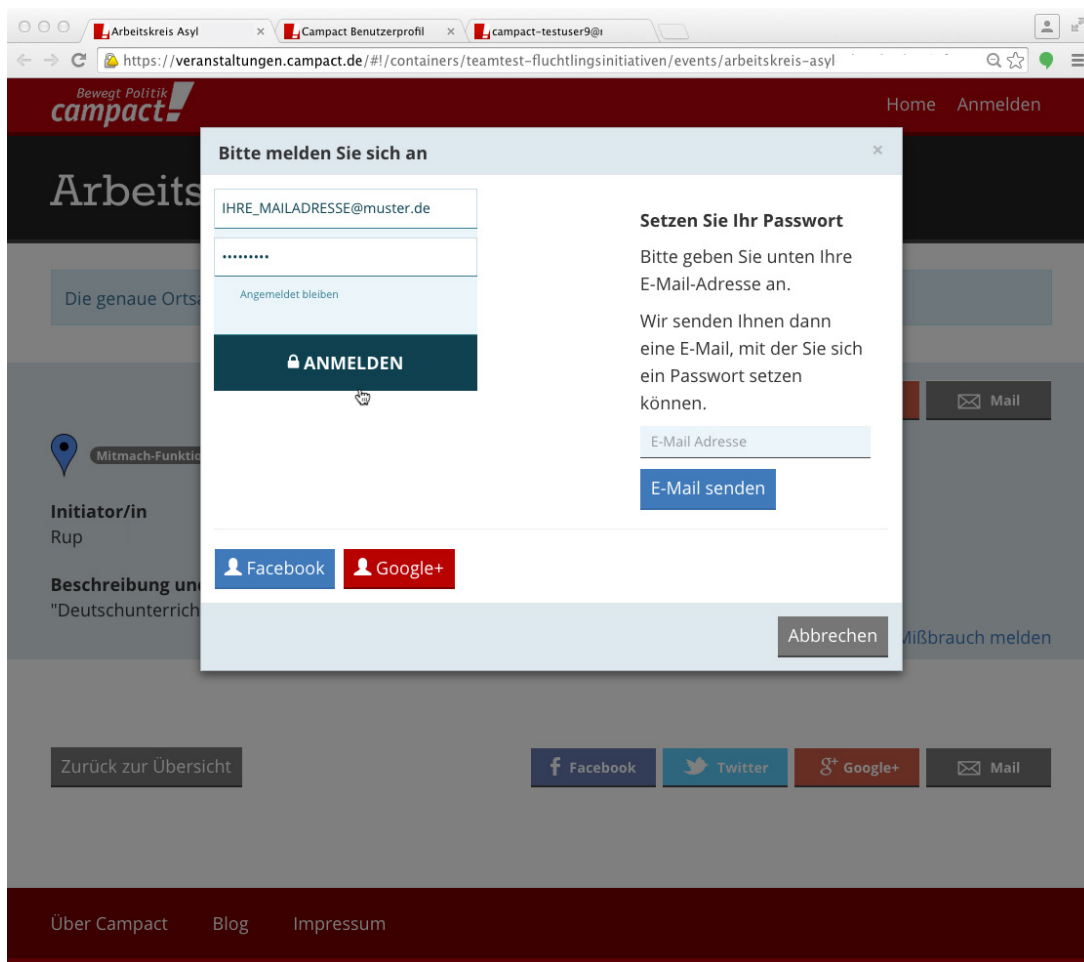 Arbeitskreis Asyl
Campact Benutzerprofil
campact-testuser9@
https://veranstaltungen.campact.de/#!/containers/teamtest-fluchtlingsinitiativen/events/arbeitskreis-asyl
Bewegt Politik
campact!
Home Anmelden
Bitte melden Sie sich an
×
Arbeits
IHRE_MAILADRESSE@muster.de
•••••••••
Angemeldet bleiben
ANMELDEN
Setzen Sie Ihr Passwort
Bitte geben Sie unten Ihre
E-Mail-Adresse an.
Wir senden Ihnen dann
eine E-Mail, mit der Sie sich
ein Passwort setzen
können.
E-Mail Adresse
E-Mail senden
Die genaue Ortsa
Mail
Mitmach-Funktio
Initiator/in
Rup
Facebook
Google+
Beschreibung und
"Deutschunterrich
Abbrechen
Mißbrauch melden
Zurück zur Übersicht
f Facebook
Twitter
g+ Google+
Mail
Über Campact
Blog
Impressum